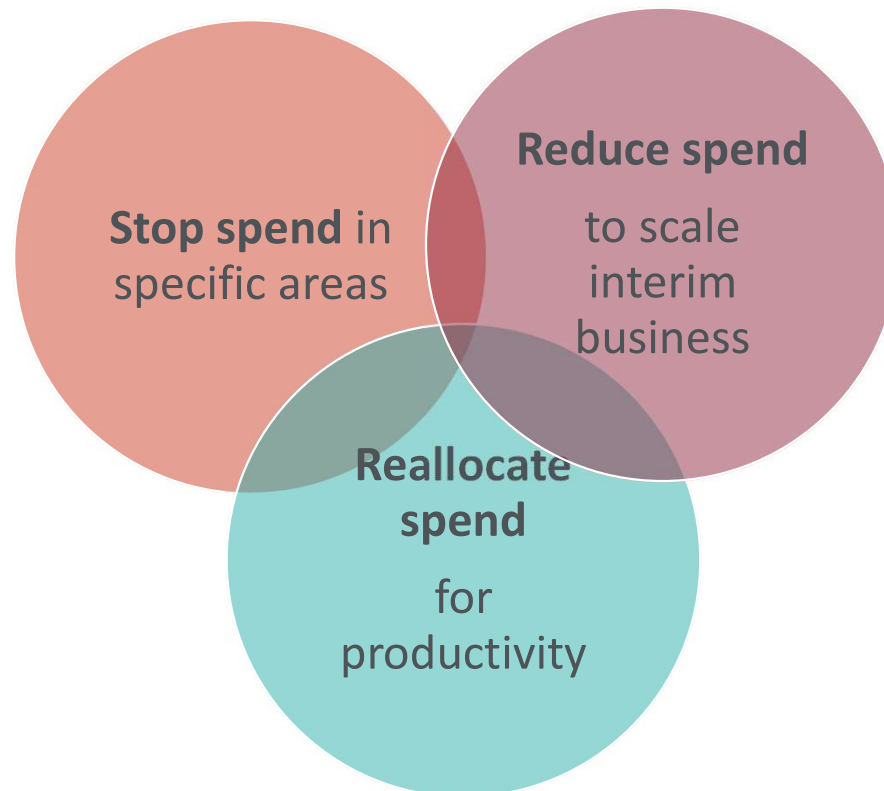 Stop spend in
specific areas
Reduce spend
to scale
interim
business
Reallocate
spend
for
productivity